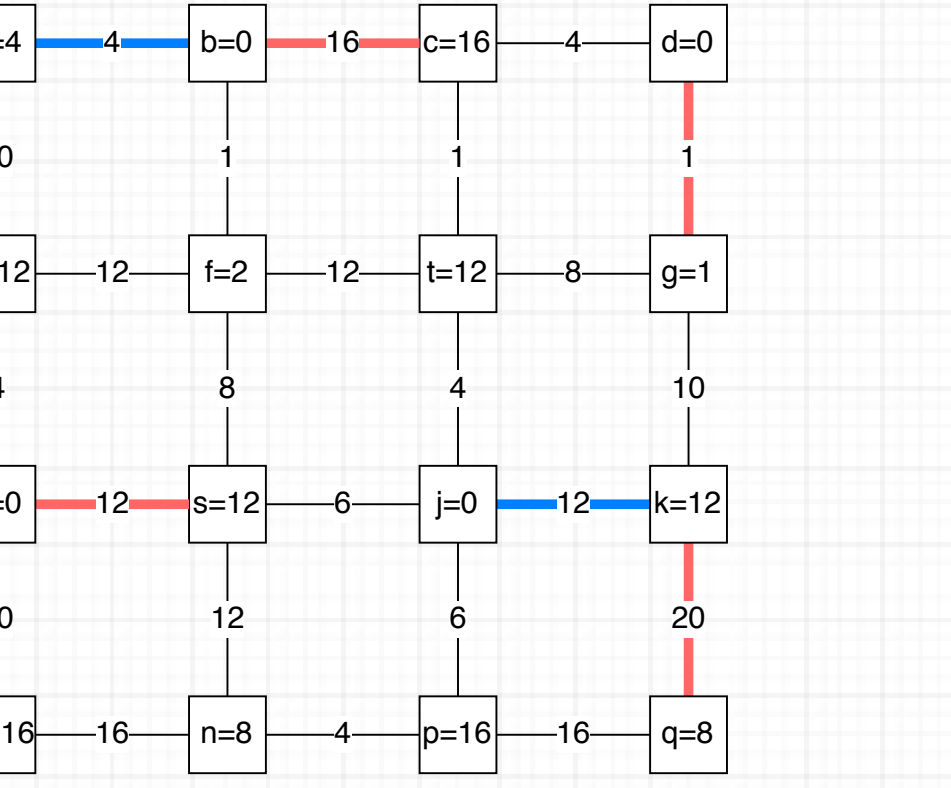 =4 4 b=0 16 c=16 4 d=0
0 1 1 1
12 12 f=2 12 t=12 8 g=1
4 8 4 10
=0 12 s=12 6 j=0 12 k=12
0 12 6 20
16 16 n=8 4 p=16 16 q=8